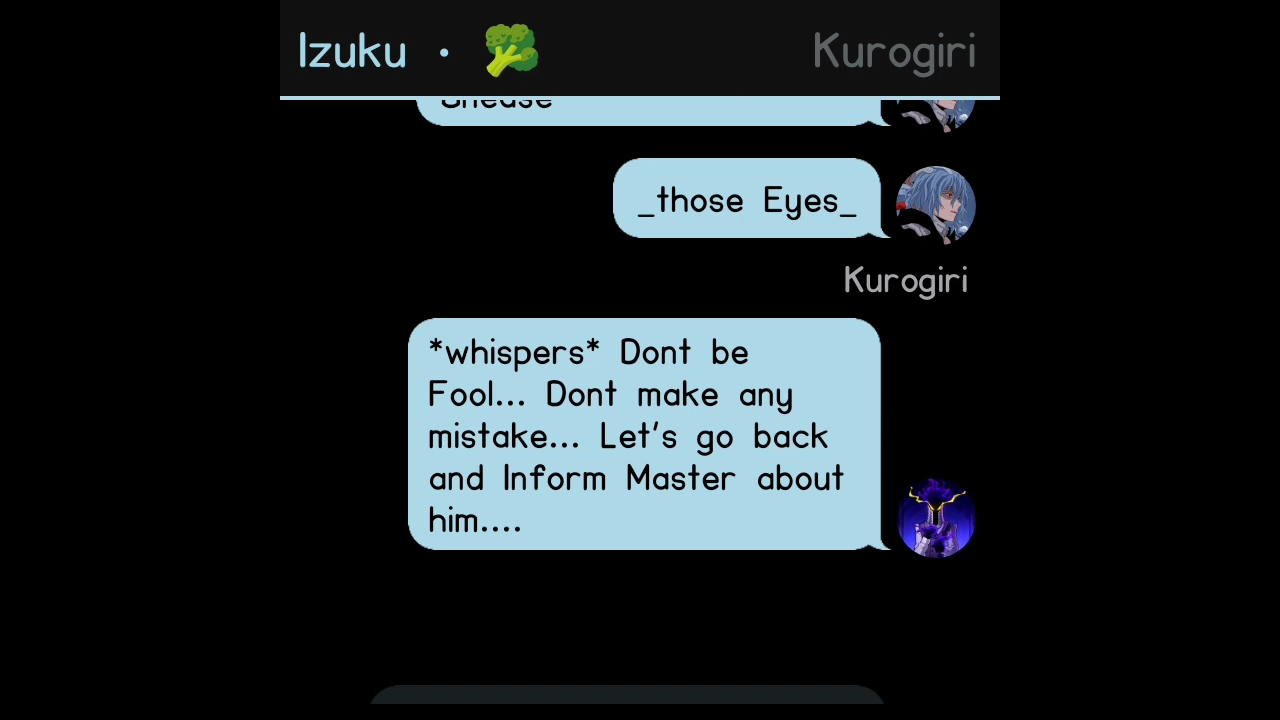 Izuku • 🥦 Kurogiri
_those Eyes_
Kurogiri
*whispers* Dont be
Fool... Dont make any
mistake... Let's go back
and Inform Master about
him....